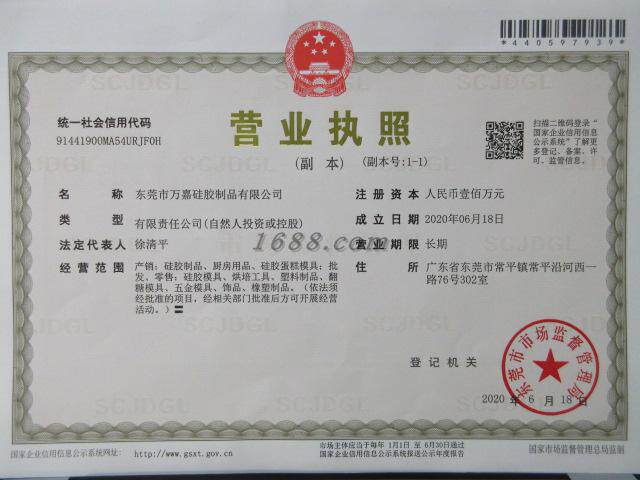 *440597939*
统一社会信用代码
91441900MA54URJF0H
营业执照
(副 本) (副本号:1-1)
扫描二维码登录“
国家企业信用信息
公示系统”了解更
多登记、备案、许
可、监管信息。
名 称 东莞市万嘉硅胶制品有限公司
类 型 有限责任公司(自然人投资或控股)
法定代表人 徐清平
经营范围 产销:硅胶制品、厨房用品、硅胶蛋糕模具;批
发、零售:硅胶模具、烘培工具、塑料制品、翻
糖模具、五金模具、饰品、橡塑制品。(依法须
经批准的项目,经相关部门批准后方可开展经营
活动。)
注册资本 人民币壹佰万元
成立日期 2020年06月18日
营业期限 长期
住 所 广东省东莞市常平镇常平沿河西一
路76号302室
1688.com
登记机关
东莞市市场监督管理局
2020 年 6 月 18 日
国家企业信用信息公示系统网址: http://www.gsxt.gov.cn
市场主体应当于每年 1月1日 至 6月30日通过
国家企业信用信息公示系统报送公示年度报告
国家市场监督管理总局监制
SCJDGL
SCJDGL
SCJDGL
SCJDGL
SCJDGL